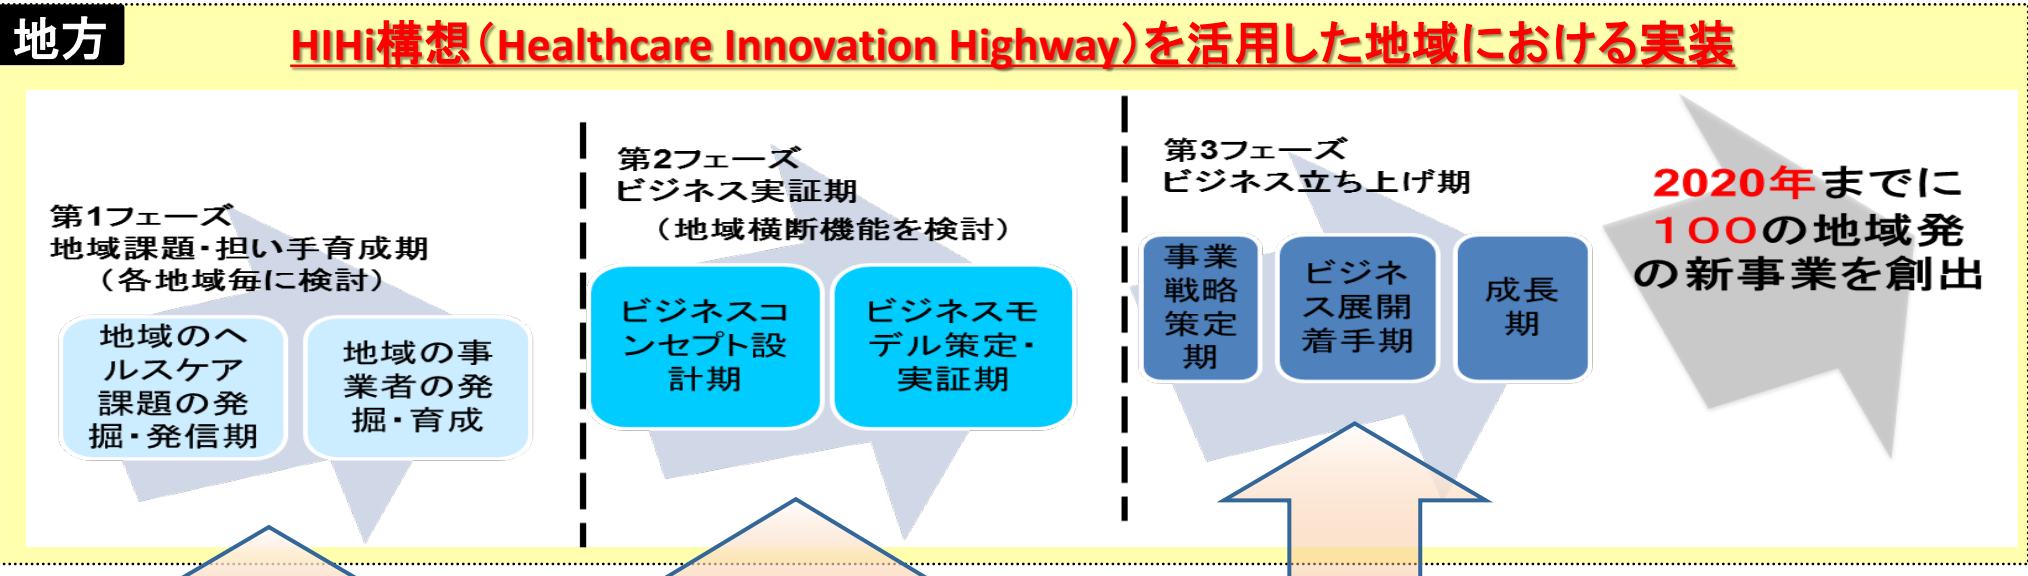 地方
HIHi構想（Healthcare Innovation Highway）を活用した地域における実装
第1フェーズ
地域課題・担い手育成期
（各地域毎に検討）
地域のヘ
ルスケア
課題の発
掘・発信期
地域の事
業者の発
掘・育成
第2フェーズ
ビジネス実証期
（地域横断機能を検討）
ビジネスコ
ンセプト設
計期
ビジネスモ
デル策定・
実証期
第3フェーズ
ビジネス立ち上げ期
事業
戦略
策定
期
ビジネ
ス展開
着手期
成長
期
2020年までに
１００の地域発
の新事業を創出